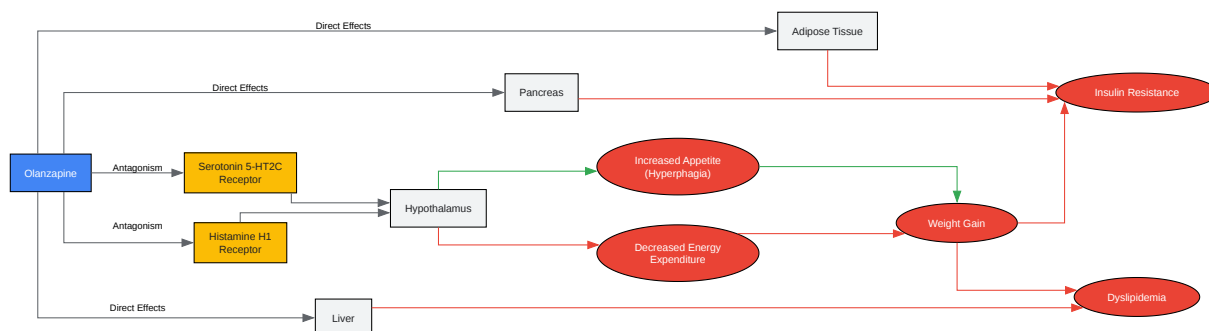 Direct Effects
Adipose Tissue
Direct Effects
Pancreas
Insulin Resistance
Olanzapine
Antagonism
Serotonin 5-HT2C
Receptor
Increased Appetite
(Hyperphagia)
Hypothalamus
Antagonism
Histamine H1
Receptor
Decreased Energy
Expenditure
Weight Gain
Direct Effects
Liver
Dyslipidemia